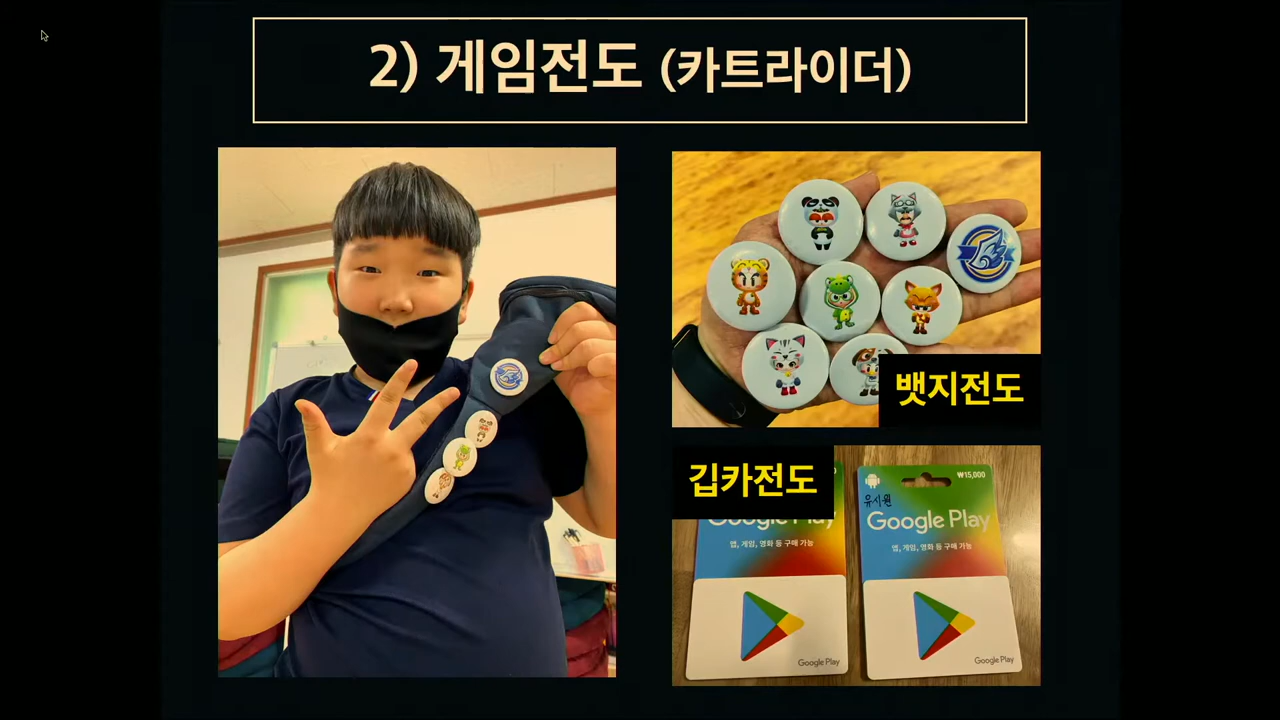 2) 게임전도 (카트라이더)
뱃지전도
깁카전도
₩15,000
유시원
Google Play
Google Play
앱, 게임, 영화 등 구매 가능
앱, 게임, 영화 등 구매 가능
Google Play
Google Play